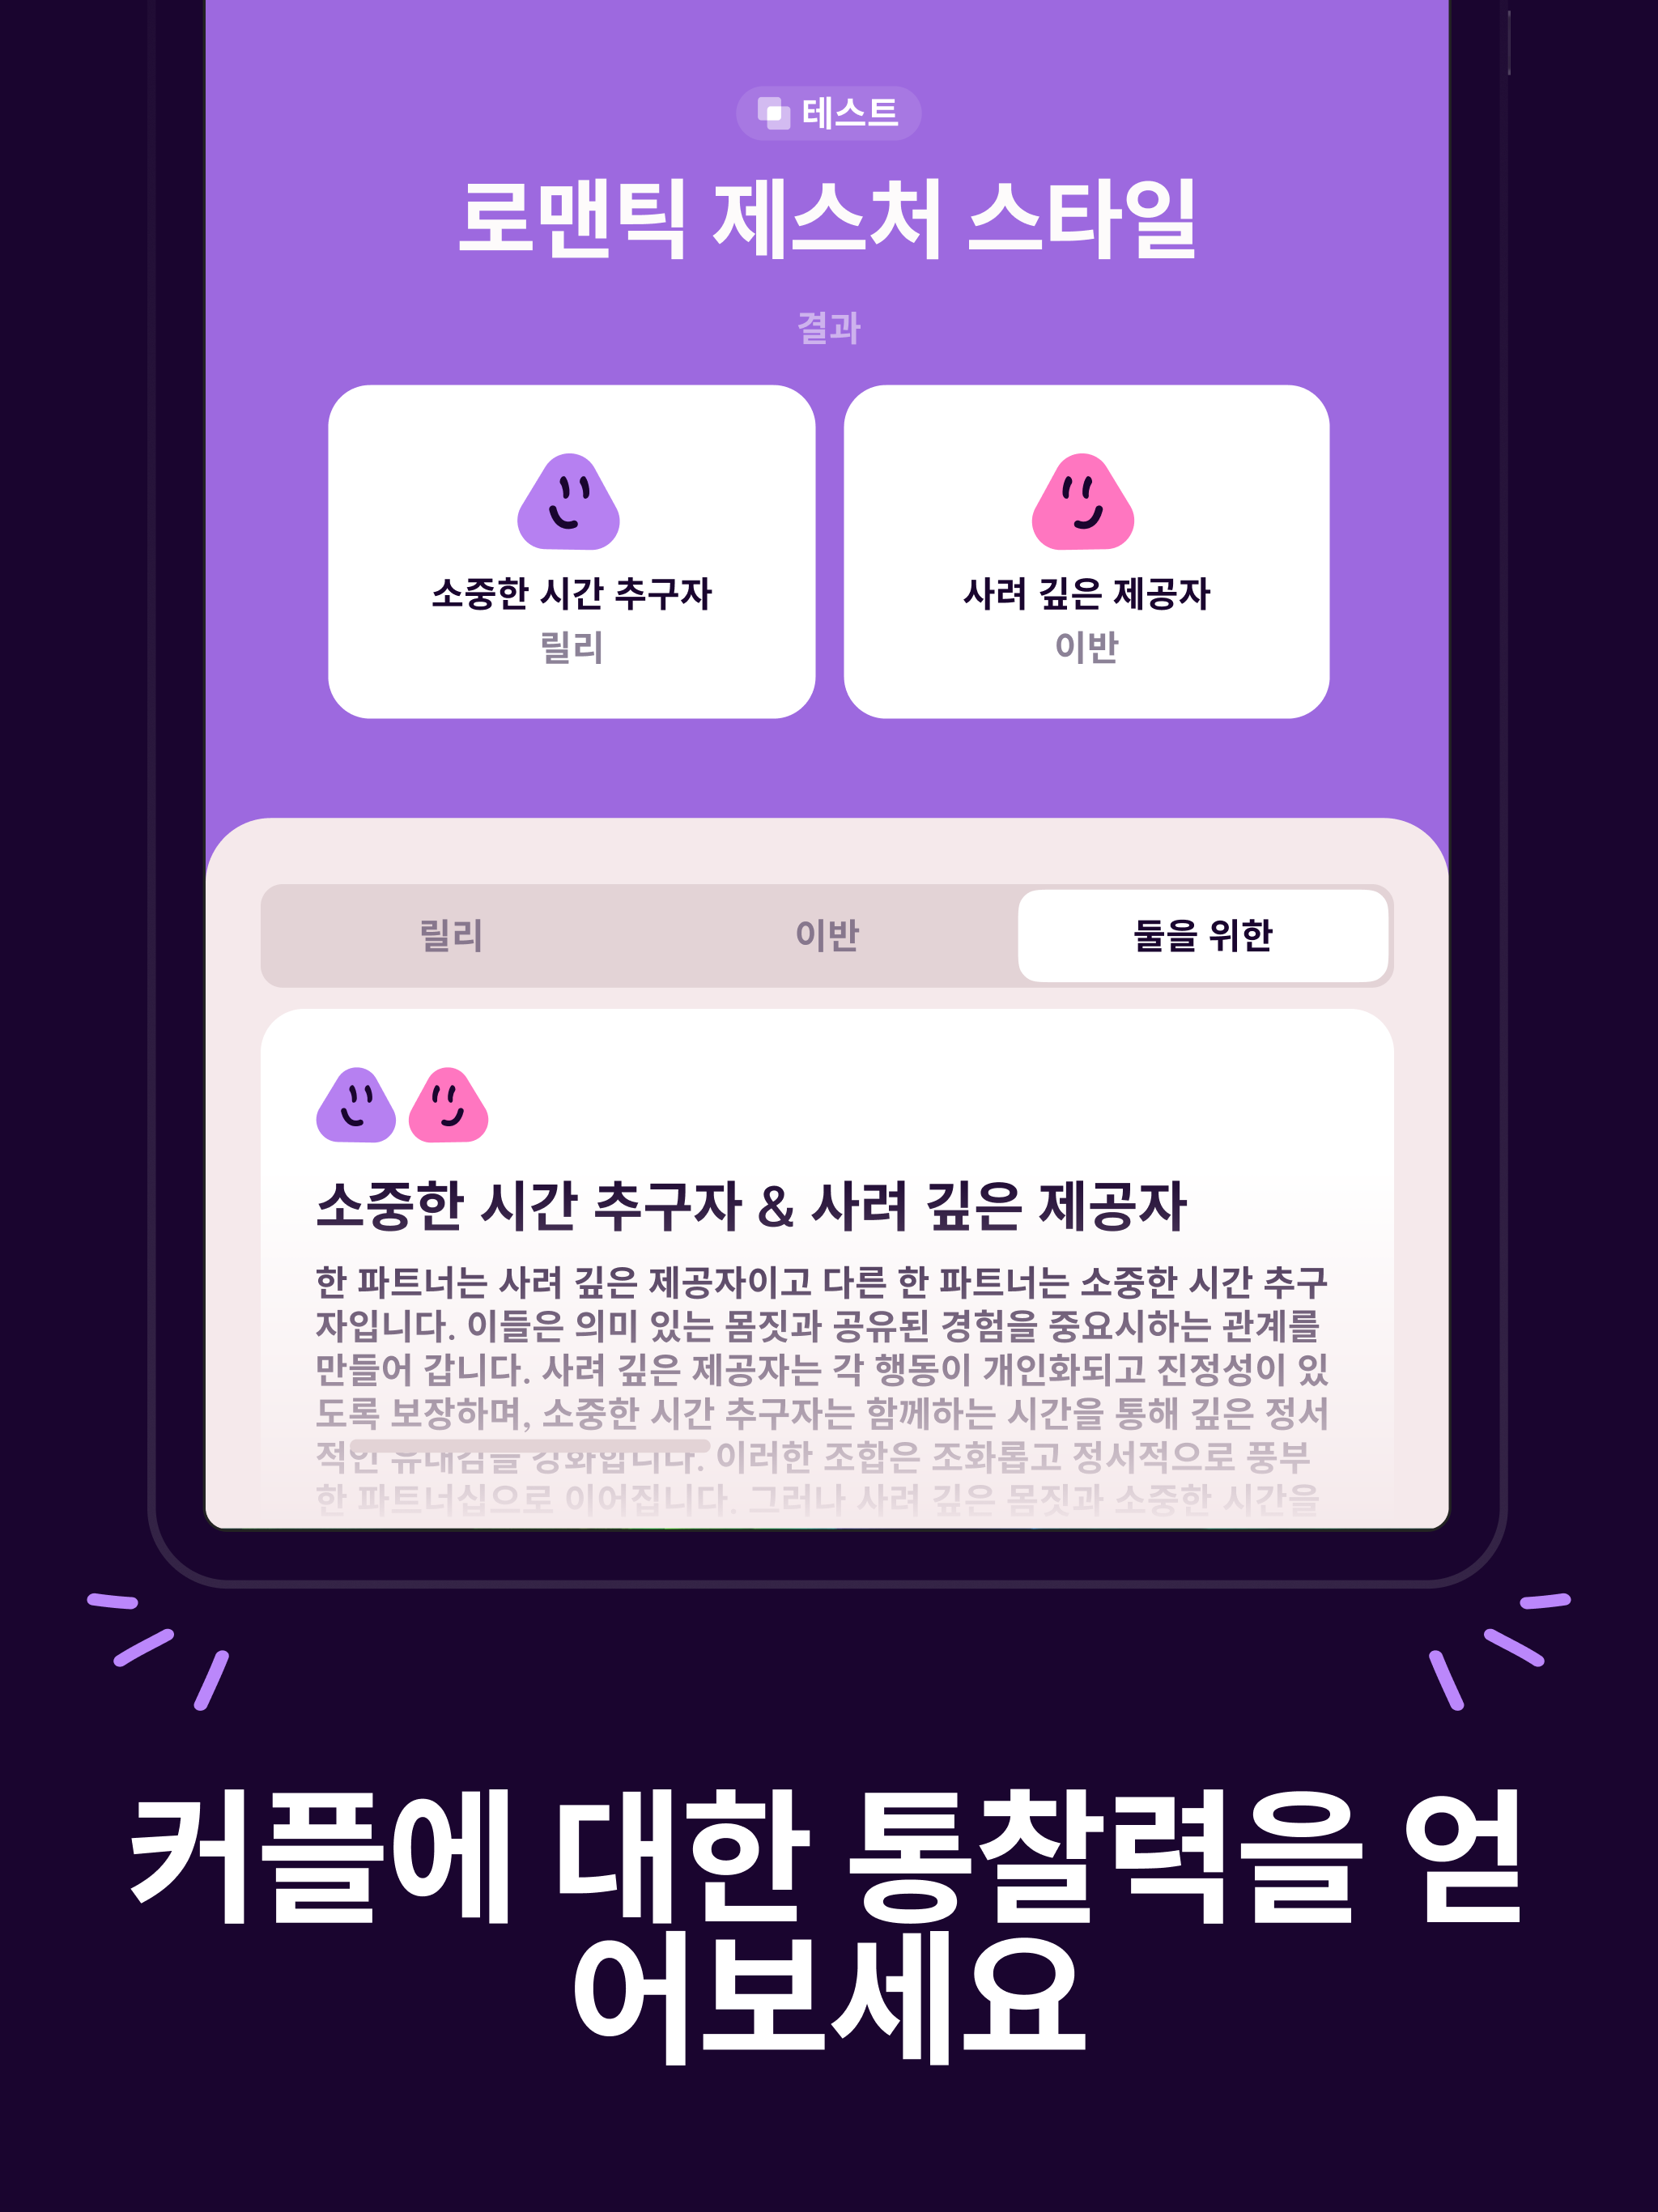 테스트
로맨틱 제스처 스타일
결과
소중한 시간 추구자
릴리
사려 깊은 제공자
이반
릴리
이반
둘을 위한
소중한 시간 추구자 & 사려 깊은 제공자
한 파트너는 사려 깊은 제공자이고 다른 한 파트너는 소중한 시간 추구
자입니다. 이들은 의미 있는 몸짓과 공유된 경험을 중요시하는 관계를
만들어 갑니다. 사려 깊은 제공자는 각 행동이 개인화되고 진정성이 있
도록 보장하며, 소중한 시간 추구자는 함께하는 시간을 통해 깊은 정서
적인 유대감을 강화합니다. 이러한 조합은 조화롭고 정서적으로 풍부
한 파트너십으로 이어집니다. 그러나 사려 깊은 몸짓과 소중한 시간을
커플에 대한 통찰력을 얻
어보세요